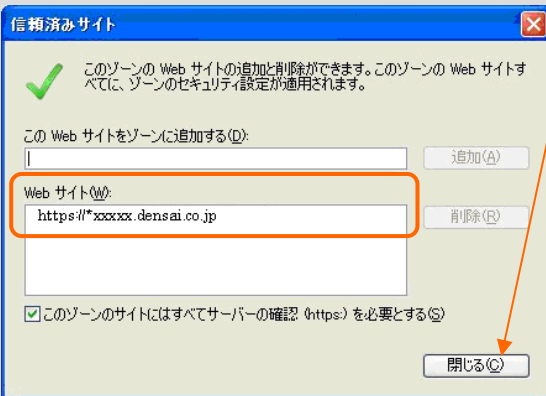 信頼済みサイト
このゾーンの Web サイトの追加と削除ができます。このゾーンの Web サイトす
べてに、ゾーンのセキュリティ設定が適用されます。
この Web サイトをゾーンに追加する(D):
追加(A)
Web サイト(W):
https://*xxxxx.densai.co.jp
削除(R)
このゾーンのサイトにはすべてサーバーの確認 (https:) を必要とする(S)
閉じる(C)